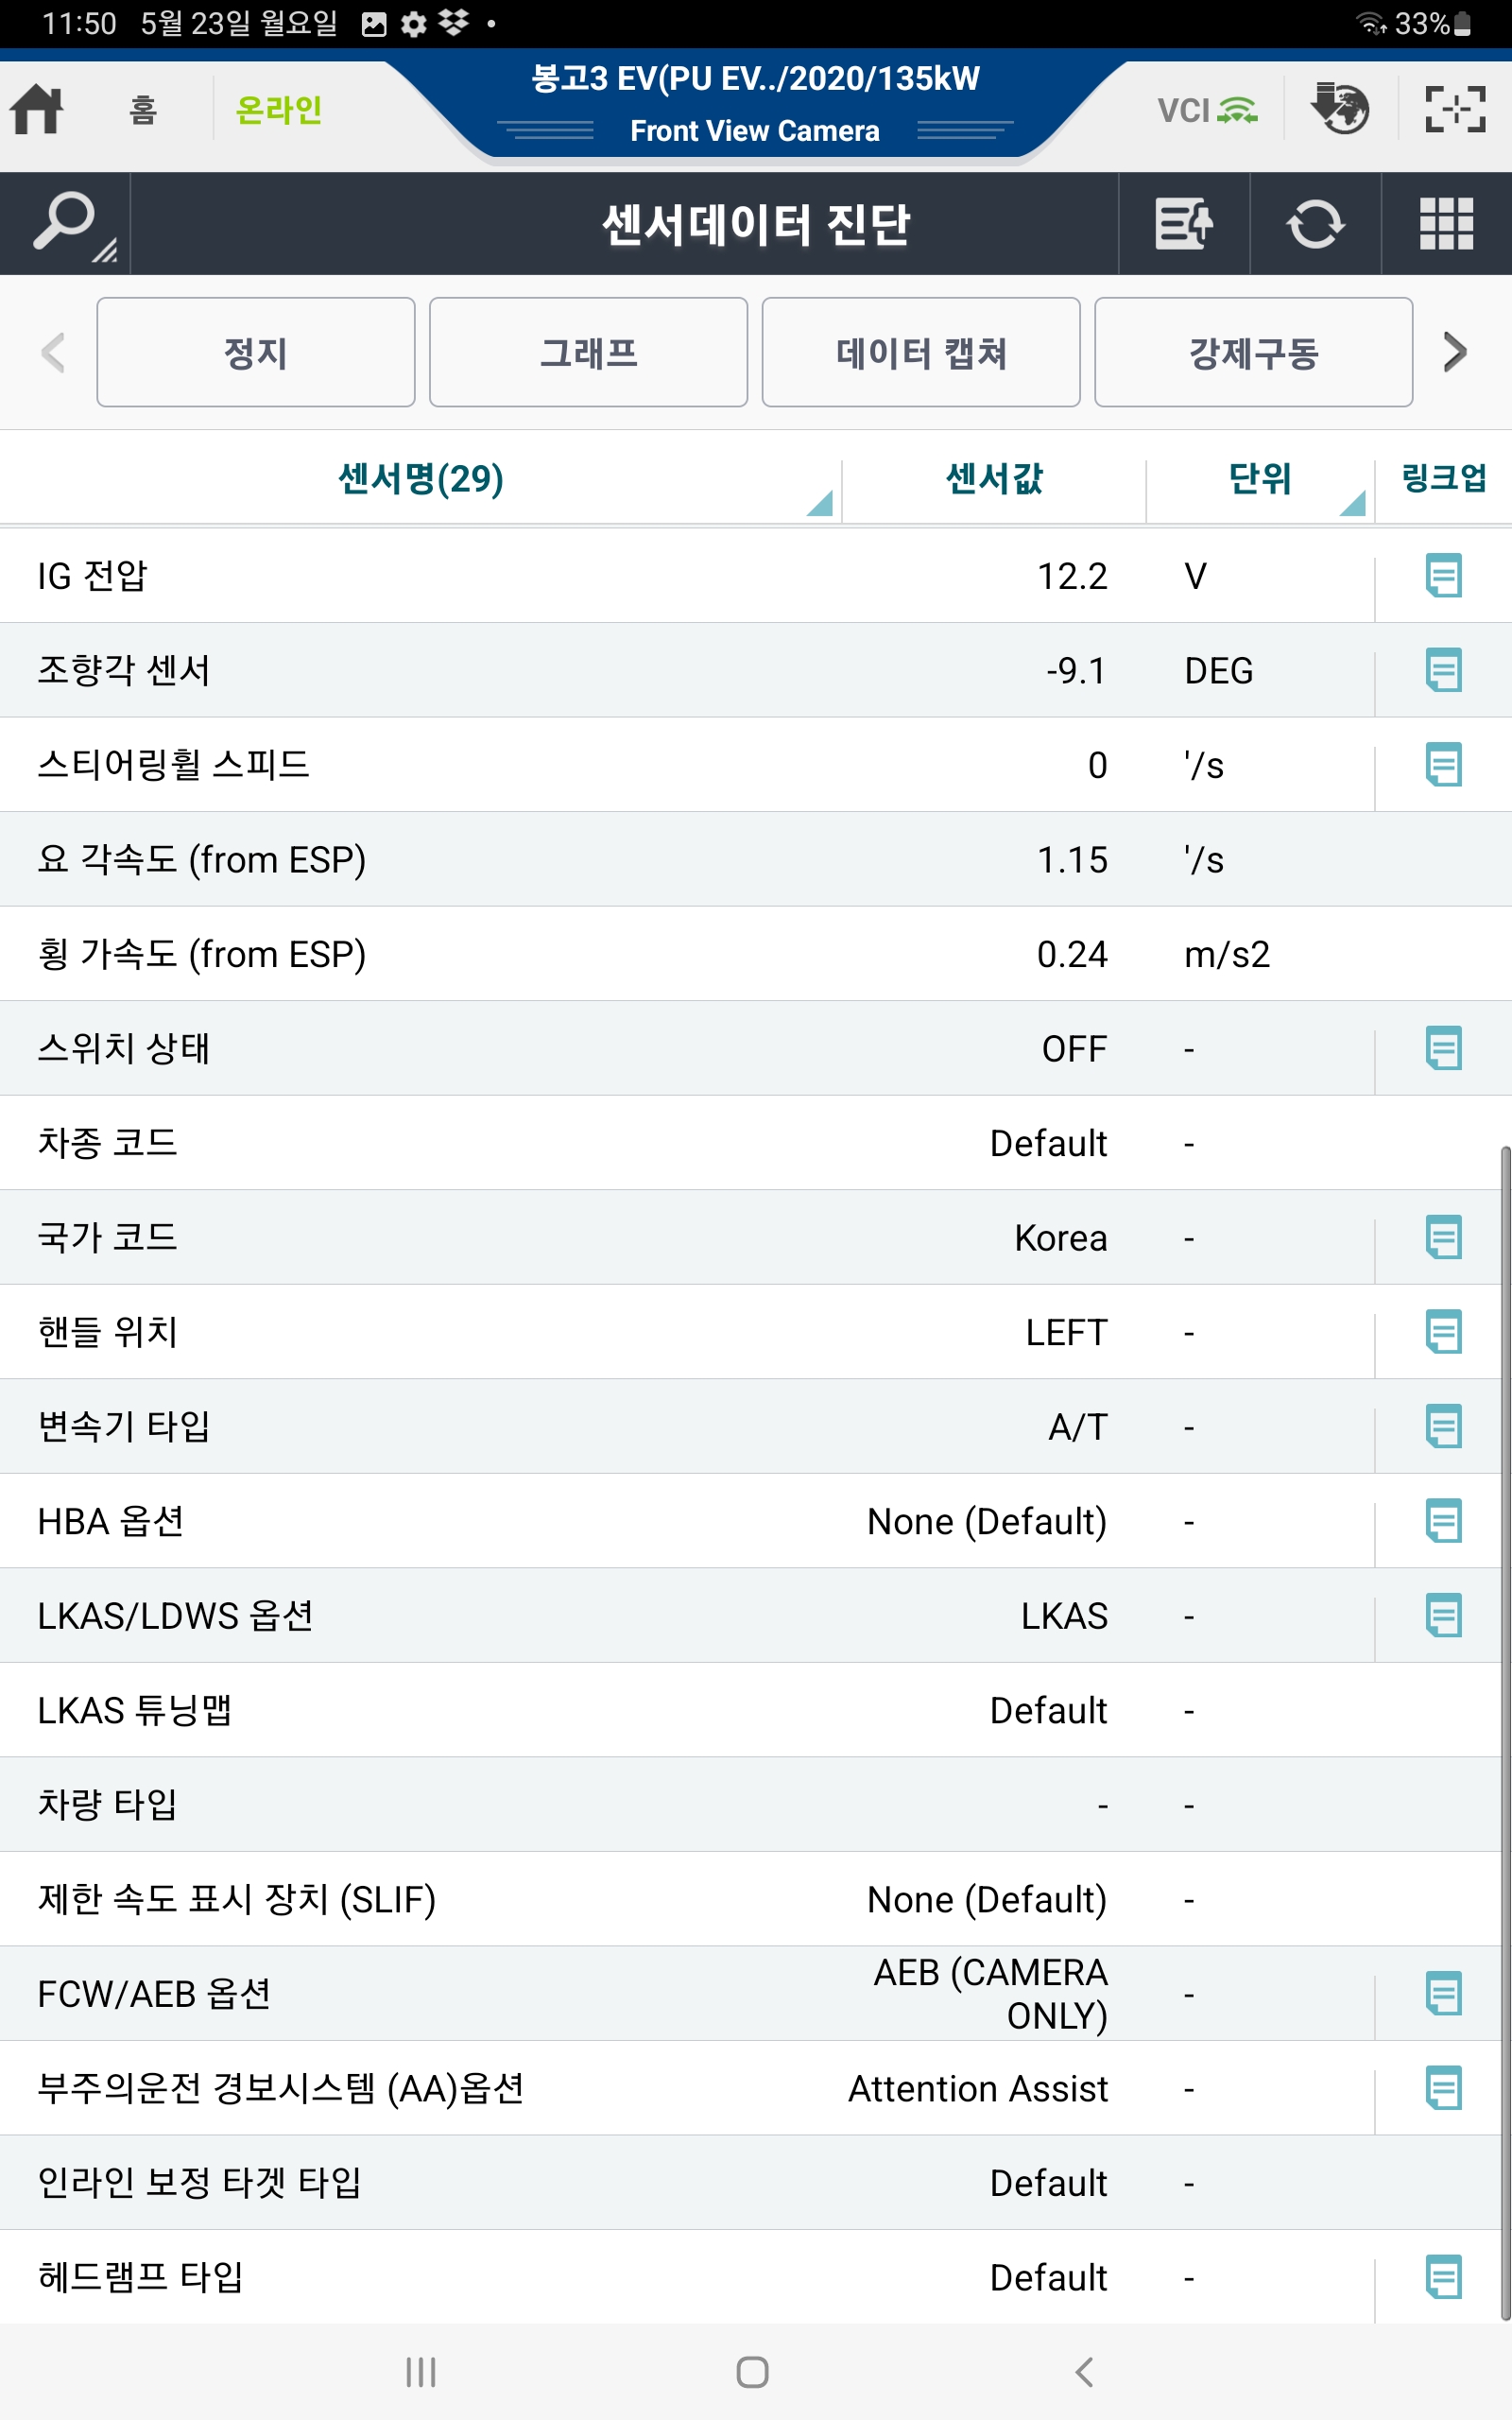 11:50 5월 23일 월요일 33%
봉고3 EV(PU EV../2020/135kW
홈 온라인 Front View Camera VCI
센서데이터 진단
정지 그래프 데이터 캡쳐 강제구동
센서명(29) 센서값 단위 링크업
IG 전압 12.2 V
조향각 센서 -9.1 DEG
스티어링휠 스피드 0 '/s
요 각속도 (from ESP) 1.15 '/s
횡 가속도 (from ESP) 0.24 m/s2
스위치 상태 OFF -
차종 코드 Default -
국가 코드 Korea -
핸들 위치 LEFT -
변속기 타입 A/T -
HBA 옵션 None (Default) -
LKAS/LDWS 옵션 LKAS -
LKAS 튜닝맵 Default -
차량 타입 - -
제한 속도 표시 장치 (SLIF) None (Default) -
FCW/AEB 옵션 AEB (CAMERA ONLY) -
부주의운전 경보시스템 (AA)옵션 Attention Assist -
인라인 보정 타겟 타입 Default -
헤드램프 타입 Default -